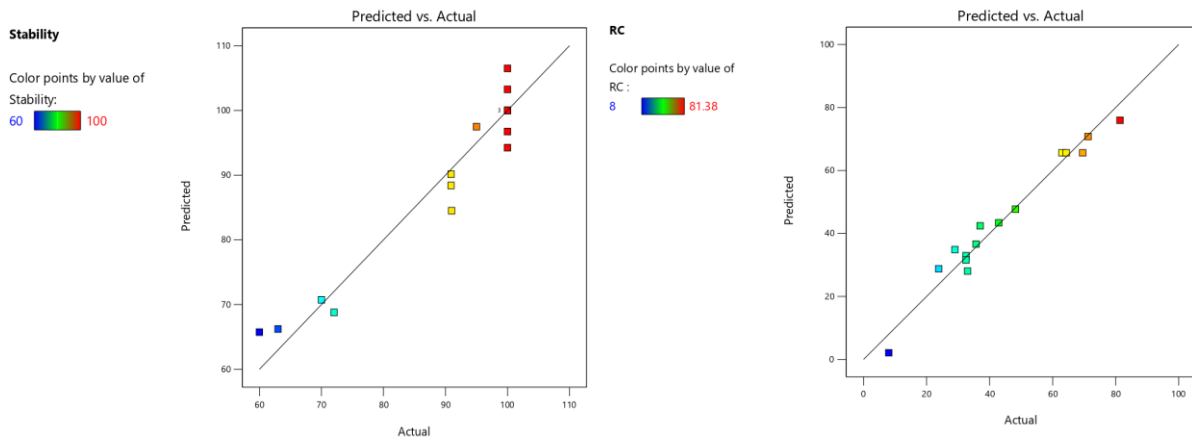 Stability
Color points by value of
Stability:
60 100
Predicted vs. Actual
Predicted
110
100
90
80
70
60
3
60 70 80 90 100 110
Actual
RC
Color points by value of
RC :
8 81.38
Predicted vs. Actual
Predicted
100
80
60
40
20
0
0 20 40 60 80 100
Actual